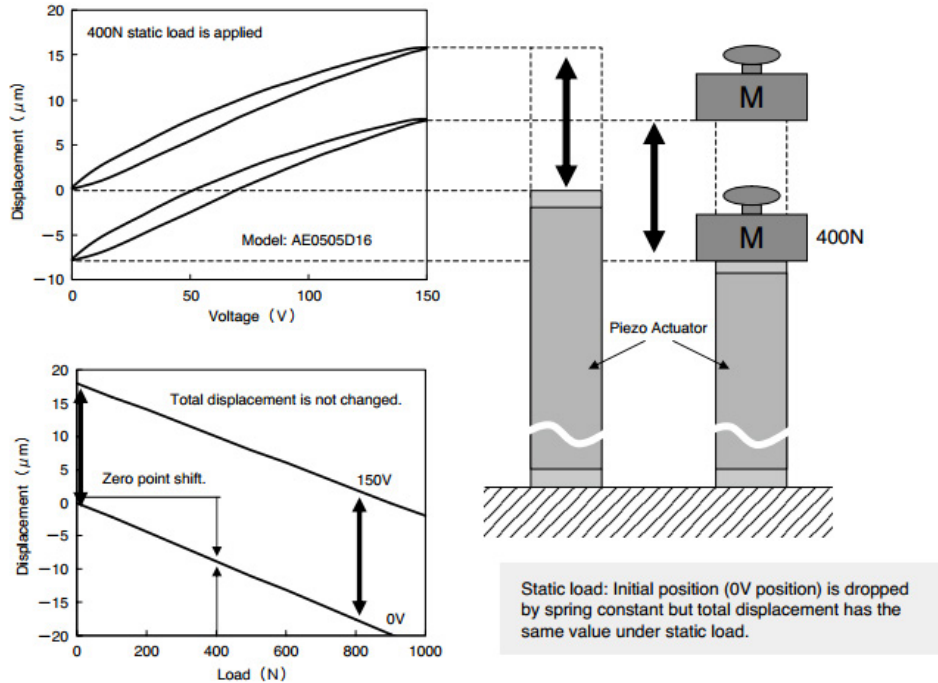 20
15
10
5
0
−5
−10
Displacement (μm)
400N static load is applied
Model: AE0505D16
0
50
100
150
Voltage (V)
M
M
400N
Piezo Actuator
20
15
10
5
0
−5
−10
−15
−20
Displacement (μm)
Total displacement is not changed.
Zero point shift.
150V
0V
0
200
400
600
800
1000
Load (N)
Static load: Initial position (0V position) is dropped
by spring constant but total displacement has the
same value under static load.